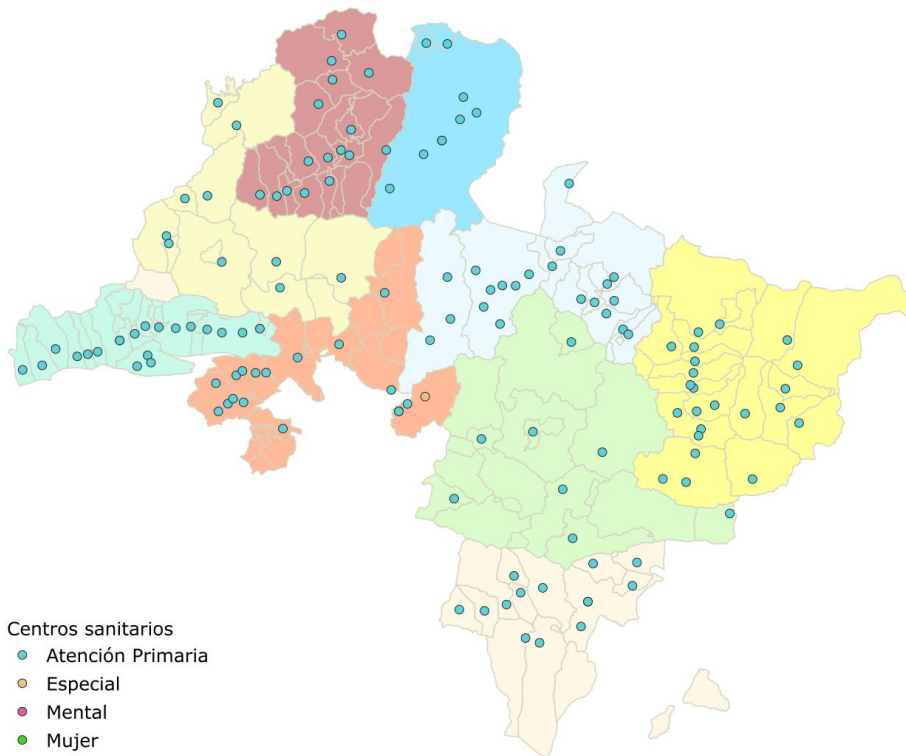 Centros sanitarios
Atención Primaria
Especial
Mental
Mujer